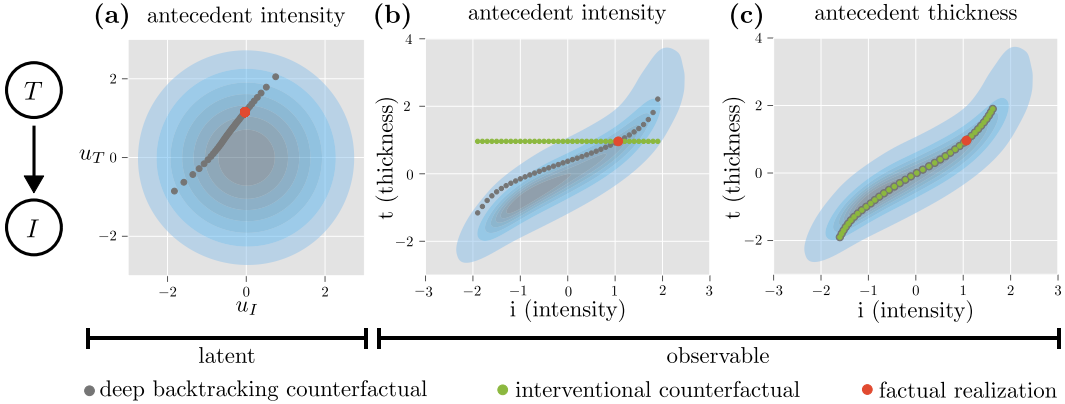 (a) antecedent intensity
(b) antecedent intensity
(c) antecedent thickness
T
I
u_T
2
0
−2
−2 0 2
u_I
t (thickness)
4
2
0
−2
−3 −2 −1 0 1 2 3
i (intensity)
t (thickness)
4
2
0
−2
−3 −2 −1 0 1 2 3
i (intensity)
latent
observable
deep backtracking counterfactual
interventional counterfactual
factual realization